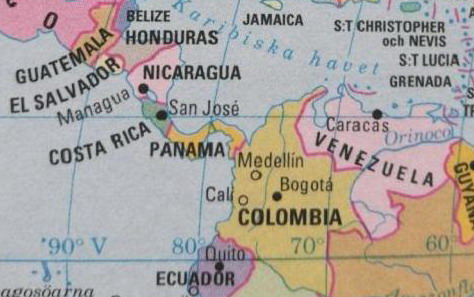 O
BELIZE
JAMAICA
Karibiska havet
HONDURAS
S:T CHRISTOPHER
och NEVIS
S:T LUCIA
GRENADA
GUATEMALA
EL SALVADOR
NICARAGUA
Managua
San José
COSTA RICA
PANAMA
Caracas
Orinoco
VENEZUELA
Medellín
Bogotá
Cali
COLOMBIA
GUYANA
90° V
80°
70°
60°
Quito
ECUADOR